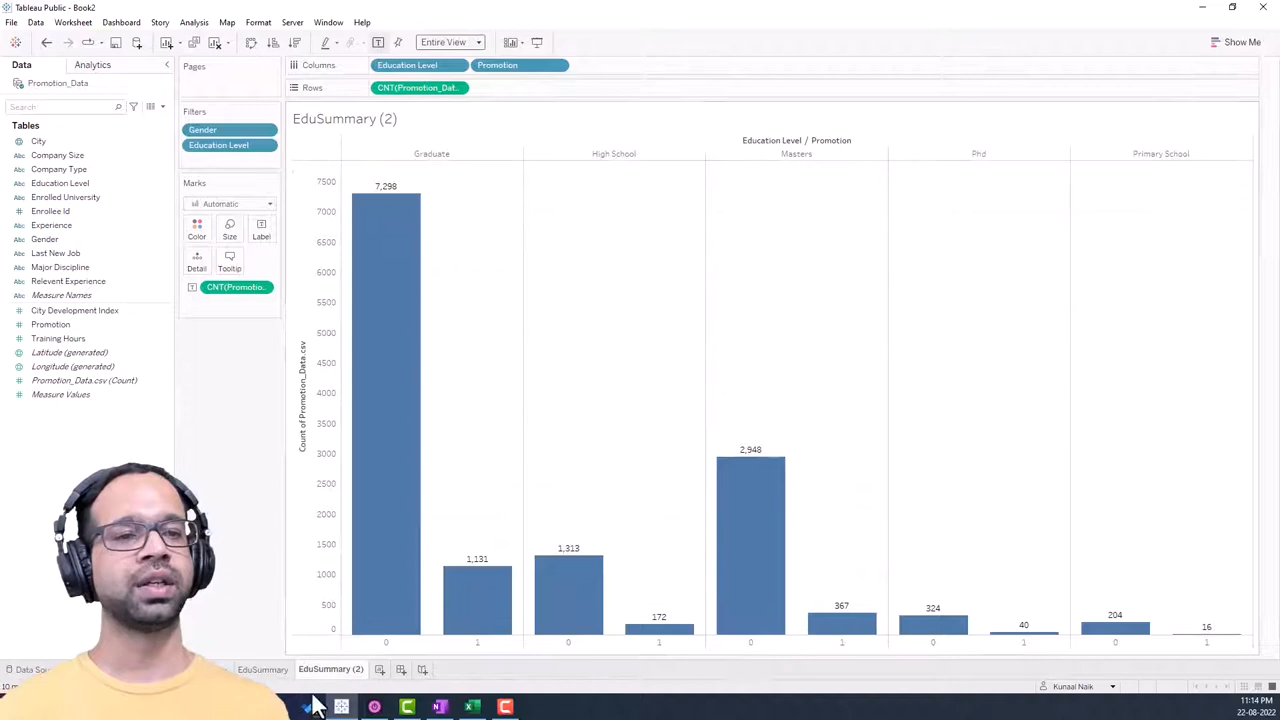 Tableau Public - Book2
File Data Worksheet Dashboard Story Analysis Map Format Server Window Help
Entire View
Show Me
Data Analytics
Promotion_Data
Search
Tables
City
Company Size
Company Type
Education Level
Enrolled University
Enrollee Id
Experience
Gender
Last New Job
Major Discipline
Relevent Experience
Measure Names
City Development Index
Promotion
Training Hours
Latitude (generated)
Longitude (generated)
Promotion_Data.csv (Count)
Measure Values
Pages
Filters
Gender
Education Level
Marks
Automatic
Color Size Label
Detail Tooltip
CNT(Promotio..
Columns Education Level Promotion
Rows CNT(Promotion_Dat..
EduSummary (2)
Education Level / Promotion
Graduate High School Masters Phd Primary School
Count of Promotion_Data.csv
7500
7000
6500
6000
5500
5000
4500
4000
3500
3000
2500
2000
1500
1000
500
0
7,298 1,131 1,313 172 2,948 367 324 40 204 16
0 1 0 1 0 1 0 1 0 1
Data EduSummary EduSummary (2)
Kunaal Naik
11:14 PM
22-08-2022